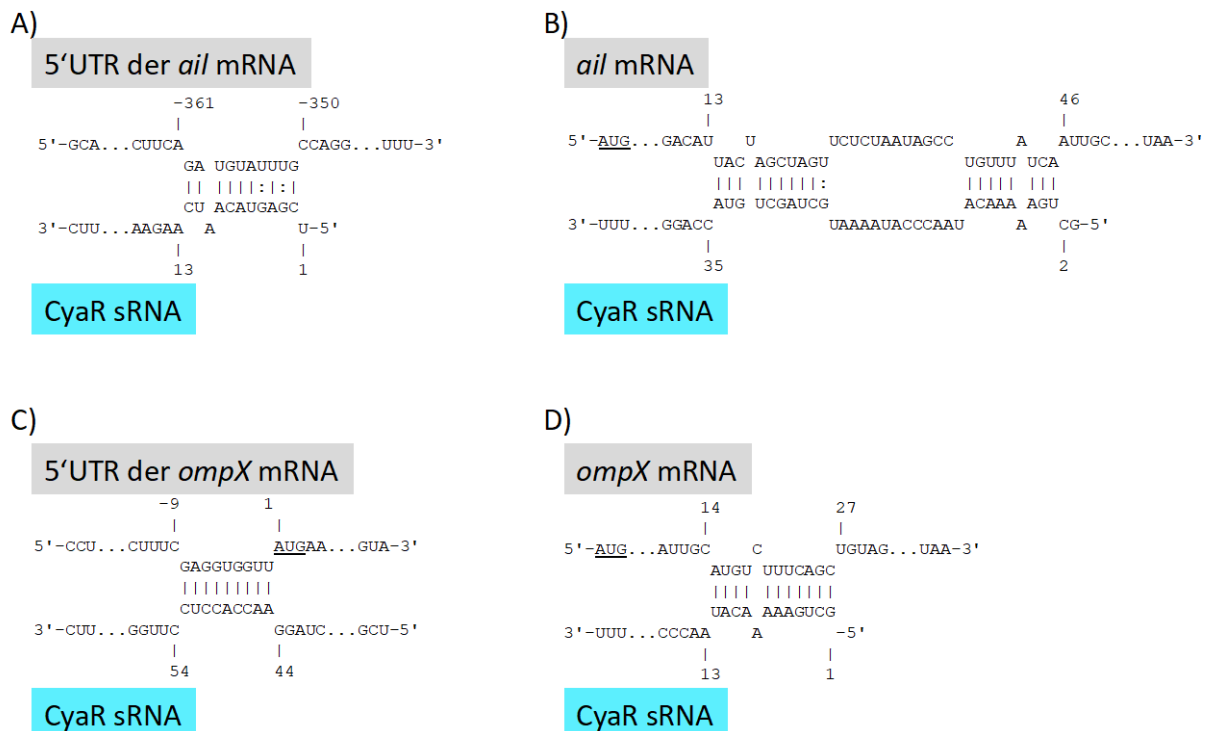 A)
5‘UTR der ail mRNA
-361 -350
| |
5'-GCA...CUUCA CCAGG...UUU-3'
GA UGUAUUUG
|| ||||:|:|
CU ACAUGAGC
3'-CUU...AAGAA A U-5'
| |
13 1
CyaR sRNA
B)
ail mRNA
13 46
| |
5'-AUG...GACAU U UCUCUAAUAGCC A AUUGC...UAA-3'
UAC AGCUAGU UGUUU UCA
||| ||||||: ||||| |||
AUG UCGAUCG ACAAA AGU
3'-UUU...GGACC UAAAAUACCCAAU A CG-5'
| |
35 2
CyaR sRNA
C)
5‘UTR der ompX mRNA
-9 1
| |
5'-CCU...CUUUC AUGAA...GUA-3'
GAGGUGGUU
|||||||||
CUCCACCAA
3'-CUU...GGUUC GGAUC...GCU-5'
| |
54 44
CyaR sRNA
D)
ompX mRNA
14 27
| |
5'-AUG...AUUGC C UGUAG...UAA-3'
AUGU UUUCAGC
|||| |||||||
UACA AAAGUCG
3'-UUU...CCCAA A -5'
| |
13 1
CyaR sRNA